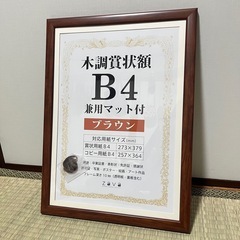 木調賞状額
B4
兼用マット付
ブラウン
対応用紙サイズ(mm)
賞状用紙B4 273×379
コピー用紙B4 257×364